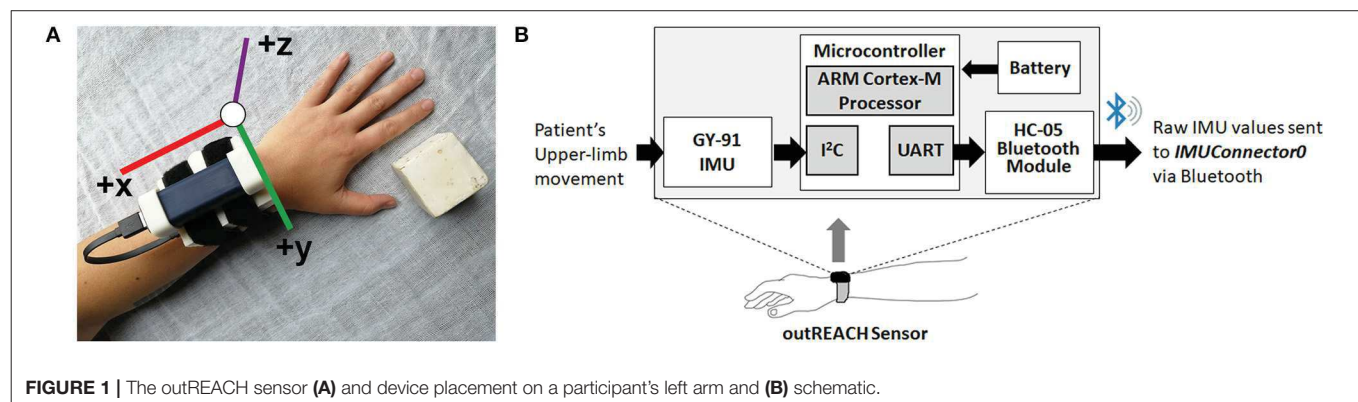 A
+z
+x
+y
B
Microcontroller
ARM Cortex-M
Processor
Battery
Patient's
Upper-limb
movement
GY-91
IMU
I²C
UART
HC-05
Bluetooth
Module
Raw IMU values sent
to IMUConnector0
via Bluetooth
outREACH Sensor
FIGURE 1 | The outREACH sensor (A) and device placement on a participant's left arm and (B) schematic.